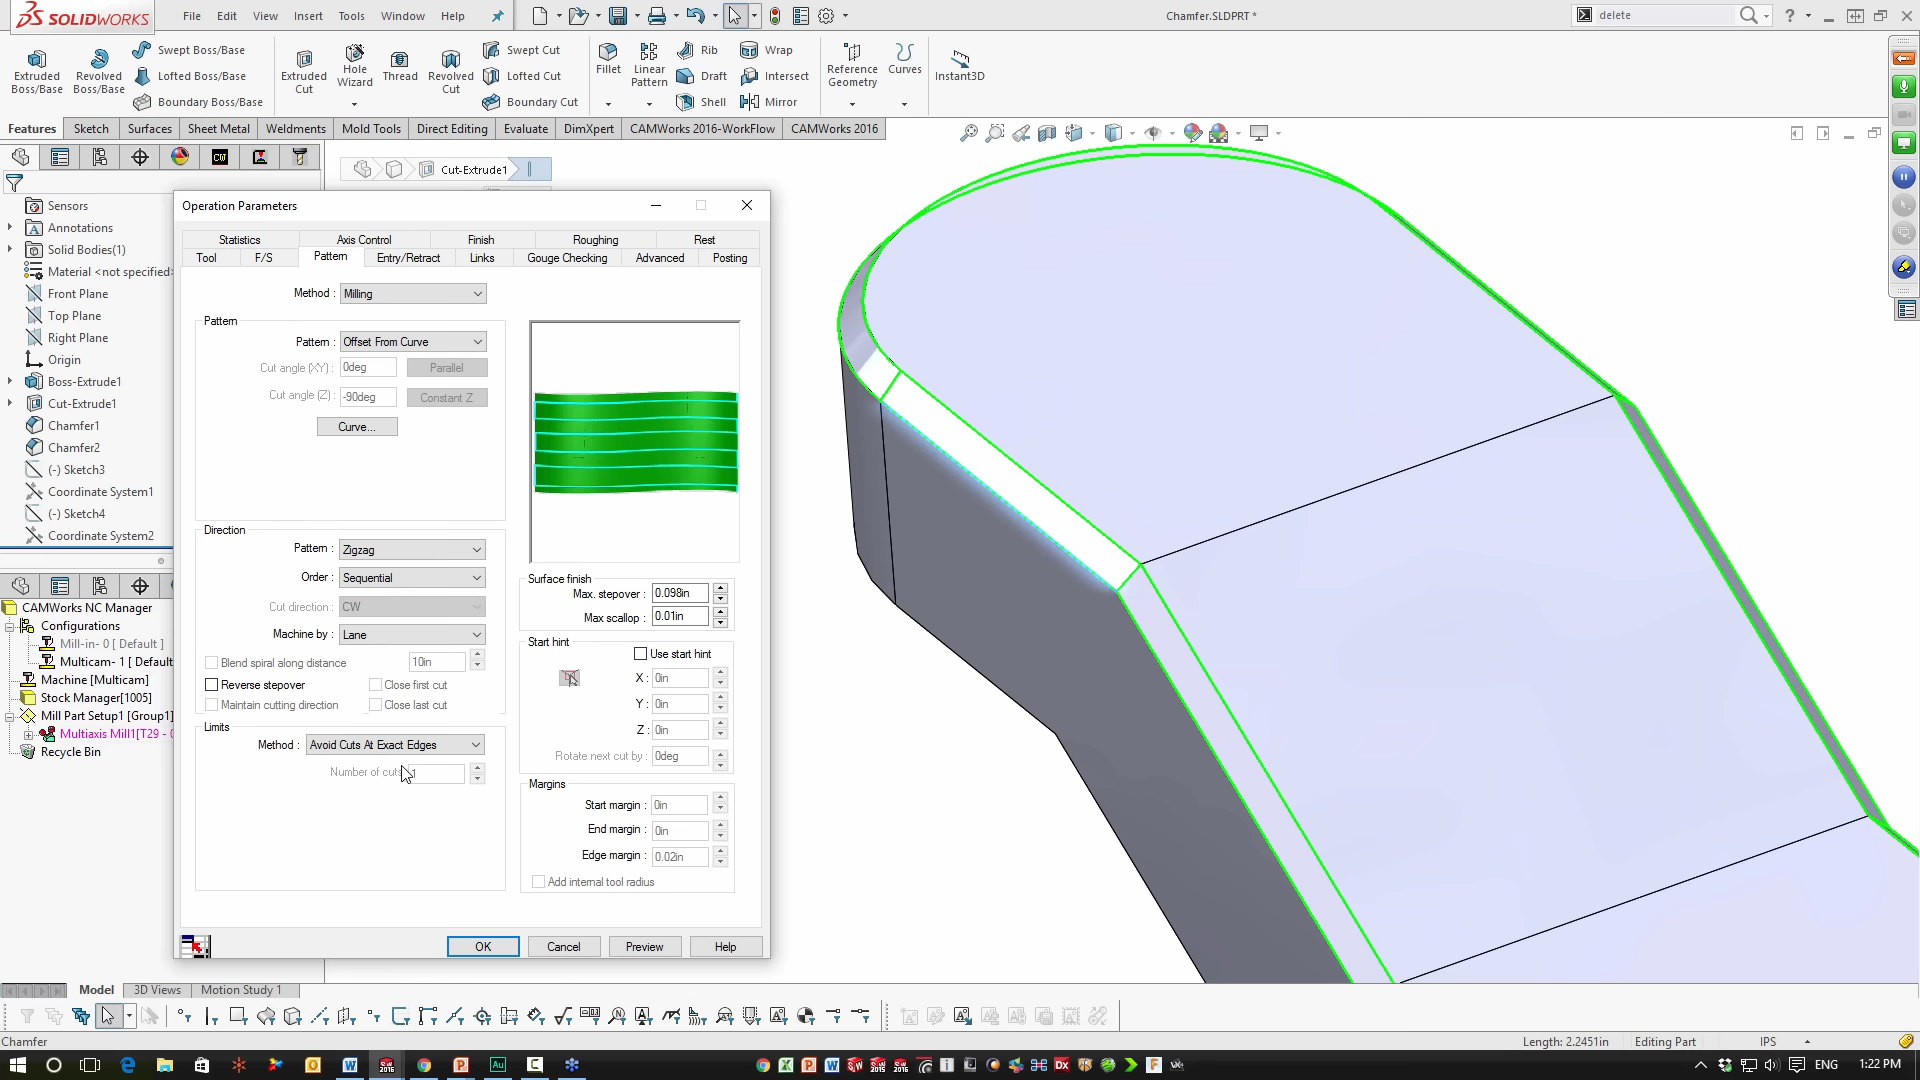 SOLIDWORKS File Edit View Insert Tools Window Help Chamfer.SLDPRT * delete
Extruded Boss/Base
Revolved Boss/Base
Swept Boss/Base
Lofted Boss/Base
Boundary Boss/Base
Extruded Cut
Hole Wizard
Thread
Revolved Cut
Swept Cut
Lofted Cut
Boundary Cut
Fillet
Linear Pattern
Rib
Draft
Shell
Wrap
Intersect
Mirror
Reference Geometry
Curves
Instant3D
Features Sketch Surfaces Sheet Metal Weldments Mold Tools Direct Editing Evaluate DimXpert CAMWorks 2016-WorkFlow CAMWorks 2016
Cut-Extrude1
Sensors
Annotations
Solid Bodies(1)
Material <not specified>
Front Plane
Top Plane
Right Plane
Origin
Boss-Extrude1
Cut-Extrude1
Chamfer1
Chamfer2
(-) Sketch3
Coordinate System1
(-) Sketch4
Coordinate System2
CAMWorks NC Manager
Configurations
Mill-in- 0 [ Default ]
Multicam- 1 [ Default
Machine [Multicam]
Stock Manager[1005]
Mill Part Setup1 [Group1]
Multiaxis Mill1[T29 - 0
Recycle Bin
Operation Parameters
Statistics Axis Control Finish Roughing Rest
Tool F/S Pattern Entry/Retract Links Gouge Checking Advanced Posting
Method : Milling
Pattern
Pattern : Offset From Curve
Cut angle (XY) : 0deg Parallel
Cut angle (Z) : -90deg Constant Z
Curve...
Direction
Pattern : Zigzag
Order : Sequential
Cut direction : CW
Machine by : Lane
Blend spiral along distance 10in
Reverse stepover Close first cut
Maintain cutting direction Close last cut
Limits
Method : Avoid Cuts At Exact Edges
Number of cuts
Surface finish
Max. stepover : 0.098in
Max scallop : 0.01in
Start hint
Use start hint
X : 0in
Y : 0in
Z : 0in
Rotate next cut by : 0deg
Margins
Start margin : 0in
End margin : 0in
Edge margin : 0.02in
Add internal tool radius
OK Cancel Preview Help
Model 3D Views Motion Study 1
Chamfer Length: 2.2451in Editing Part IPS
ENG 1:22 PM